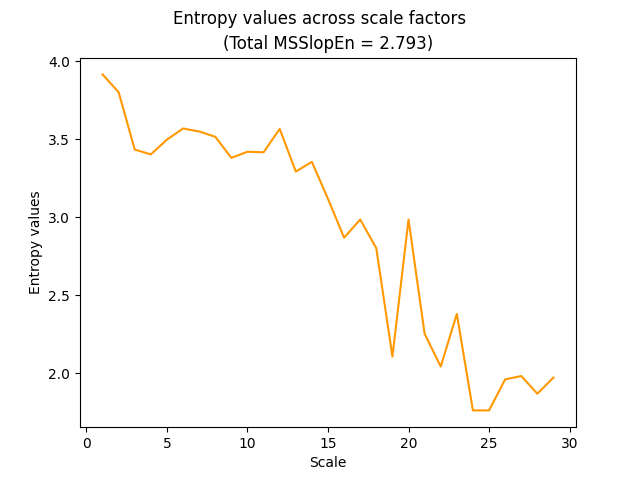 Entropy values across scale factors
(Total MSSlopEn = 2.793)
4.0
3.5
3.0
2.5
2.0
Entropy values
0 5 10 15 20 25 30
Scale